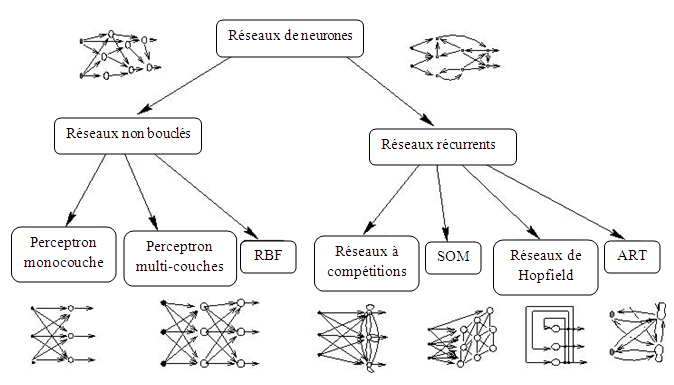 Réseaux de neurones
Réseaux non bouclés
Réseaux récurrents
Perceptron
monocouche
Perceptron
multi-couches
RBF
Réseaux à
compétitions
SOM
Réseaux de
Hopfield
ART